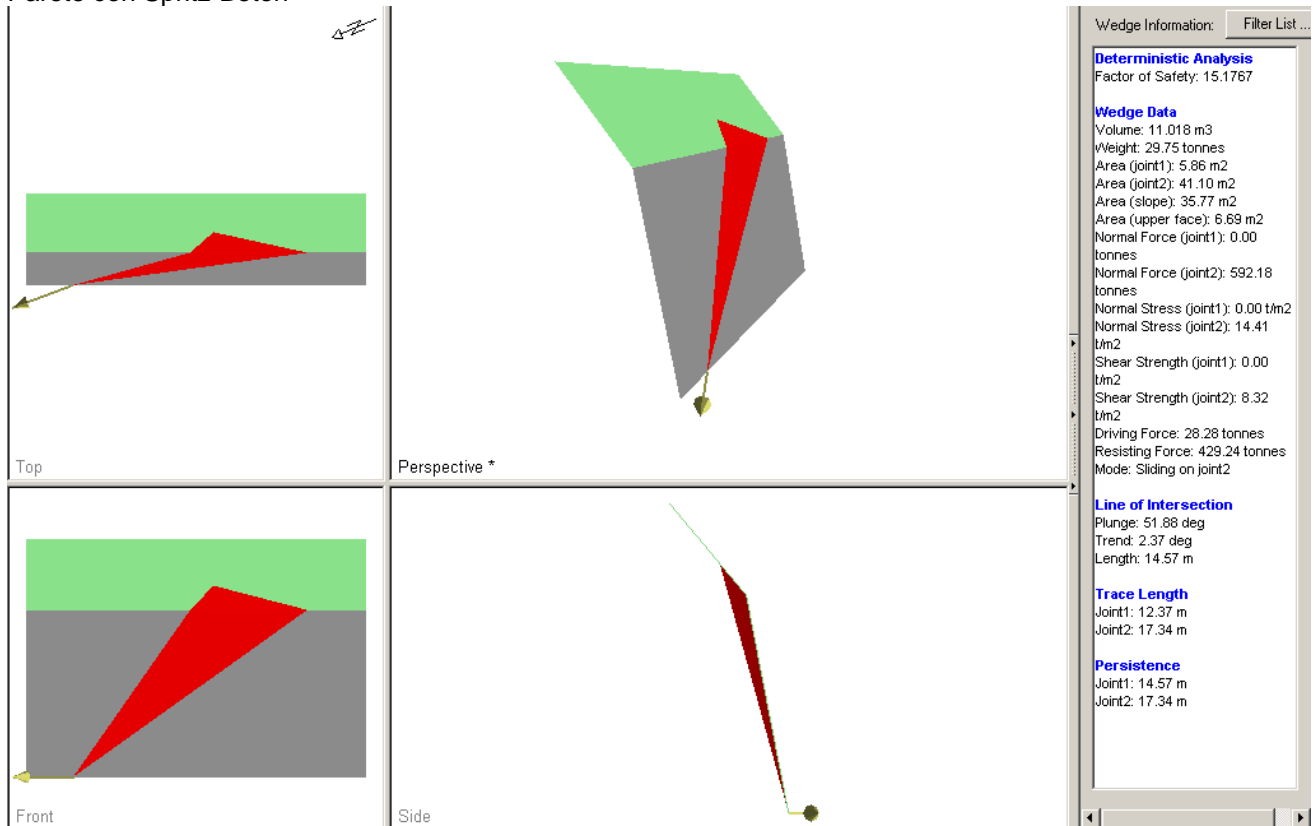 Parete con Spritz Beton
Wedge Information: Filter List ...
Deterministic Analysis
Factor of Safety: 15.1767
Wedge Data
Volume: 11.018 m3
Weight: 29.75 tonnes
Area (joint1): 5.86 m2
Area (joint2): 41.10 m2
Area (slope): 35.77 m2
Area (upper face): 6.69 m2
Normal Force (joint1): 0.00
tonnes
Normal Force (joint2): 592.18
tonnes
Normal Stress (joint1): 0.00 t/m2
Normal Stress (joint2): 14.41
t/m2
Shear Strength (joint1): 0.00
t/m2
Shear Strength (joint2): 8.32
t/m2
Driving Force: 28.28 tonnes
Resisting Force: 429.24 tonnes
Mode: Sliding on joint2
Line of Intersection
Plunge: 51.88 deg
Trend: 2.37 deg
Length: 14.57 m
Trace Length
Joint1: 12.37 m
Joint2: 17.34 m
Persistence
Joint1: 14.57 m
Joint2: 17.34 m
Top
Perspective *
Front
Side